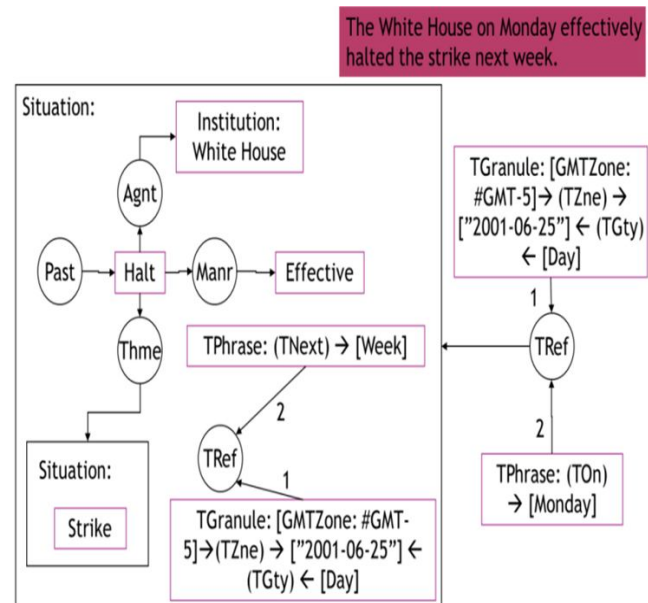 The White House on Monday effectively
halted the strike next week.
Situation:
Institution:
White House
Agnt
Past
Halt
Manr
Effective
Thme
TPhrase: (TNext) → [Week]
2
TRef
1
Situation:
Strike
TGranule: [GMTZone: #GMT-
5]→(TZne) → ["2001-06-25"] ←
(TGty) ← [Day]
TGranule: [GMTZone:
#GMT-5]→ (TZne) →
["2001-06-25"] ← (TGty)
← [Day]
1
TRef
2
TPhrase: (TOn)
→ [Monday]